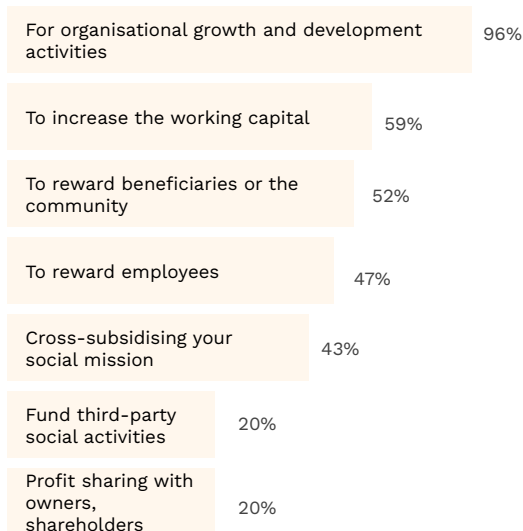 For organisational growth and development
activities
96%
To increase the working capital
59%
To reward beneficiaries or the
community
52%
To reward employees
47%
Cross-subsidising your
social mission
43%
Fund third-party
social activities
20%
Profit sharing with
owners,
shareholders
20%